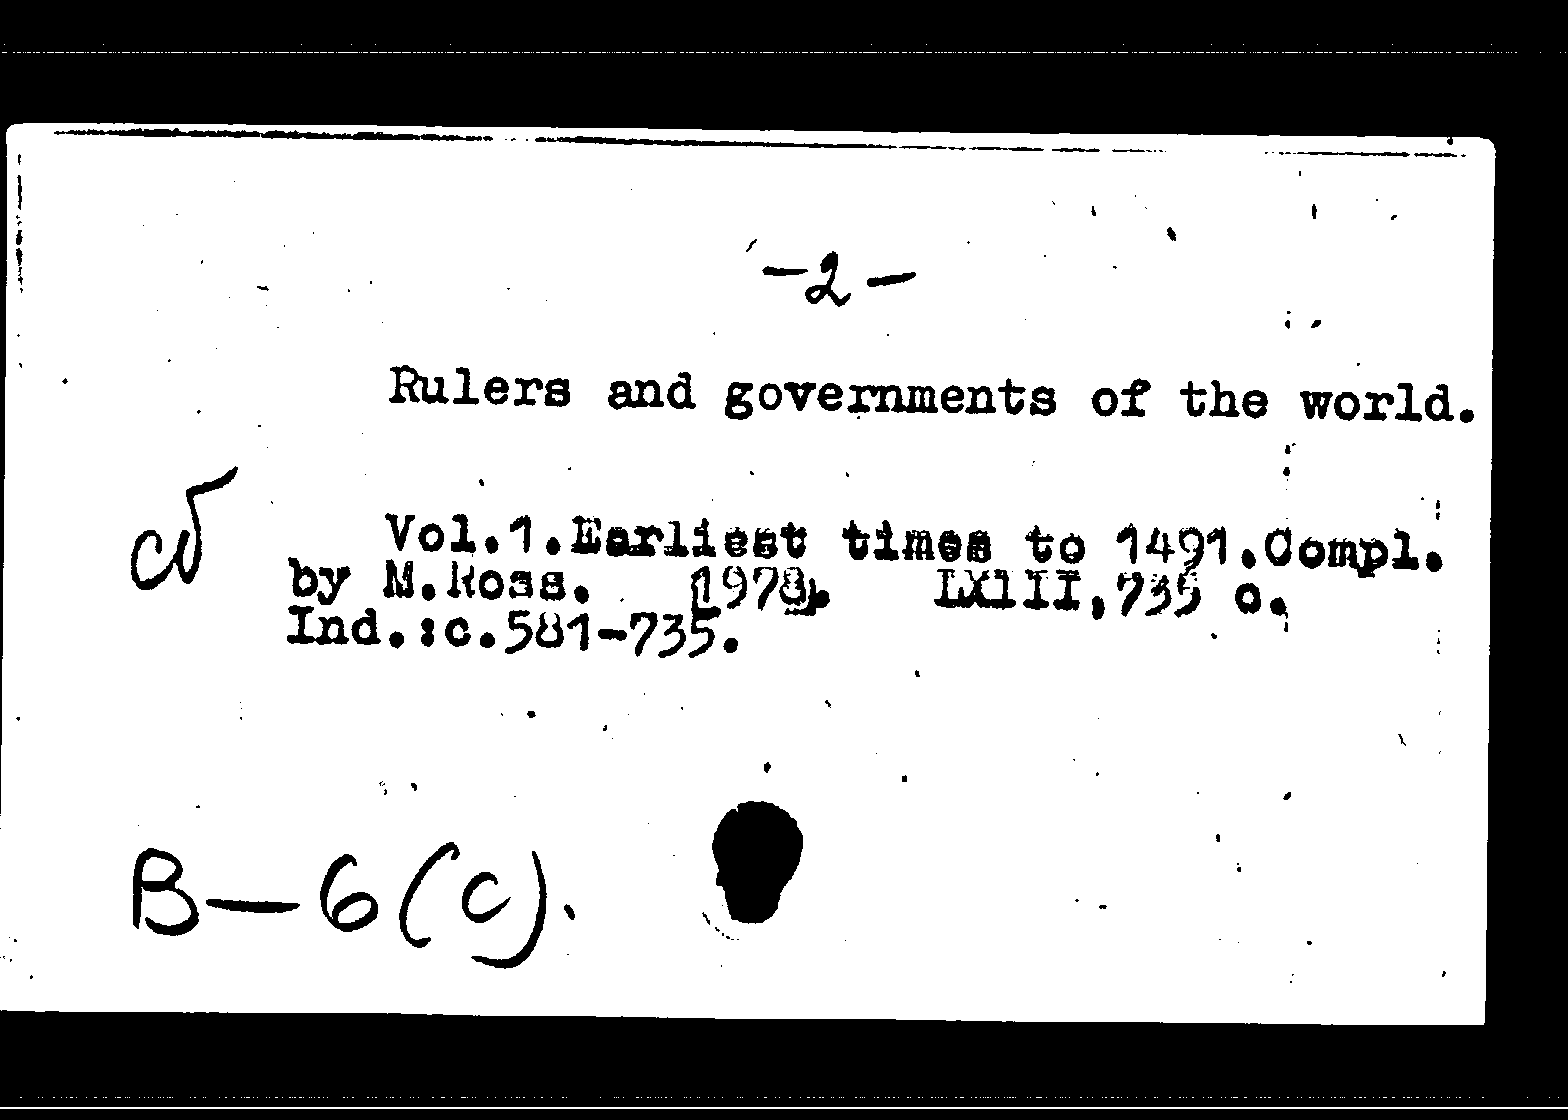 -2-
Rulers and governments of the world.
Vol.1.Earliest times to 1491.Compl.
by M.Ross. 1978. LXIII,735 c.
Ind.:c.581-735.
B-6(c).